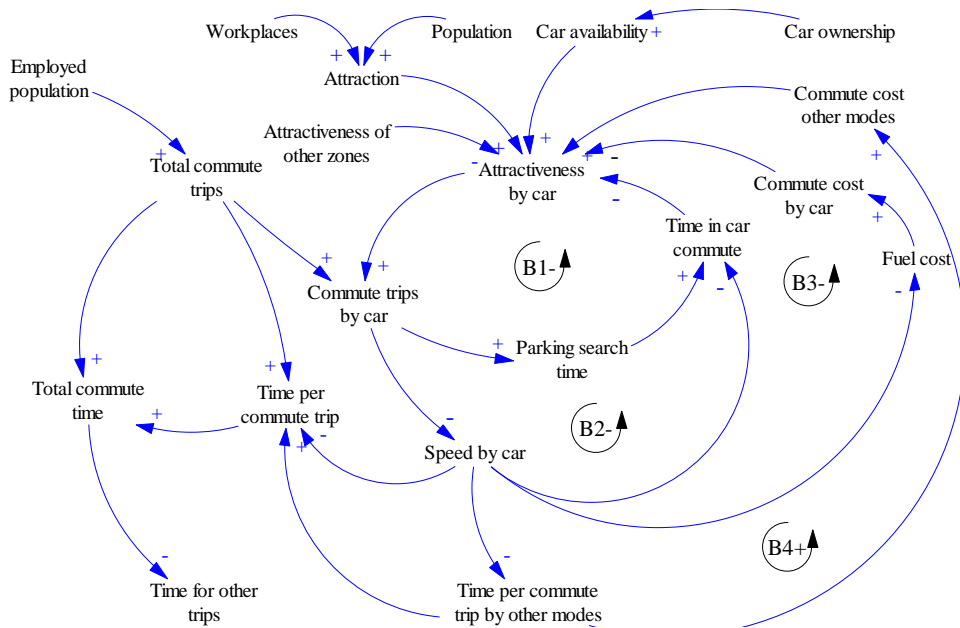 Workplaces
Population
Car availability
Car ownership
+
+
+
Employed
population
Attraction
Commute cost
other modes
Attractiveness of
other zones
+
Total commute
trips
-
+
+
+
-
+
Attractiveness
by car
-
Commute cost
by car
+
Time in car
commute
Fuel cost
B1-
B3-
+
+
Commute trips
by car
+
-
-
+
Parking search
time
+
+
Total commute
time
+
Time per
commute trip
+
-
-
B2-
Speed by car
B4+
-
-
Time for other
trips
Time per commute
trip by other modes